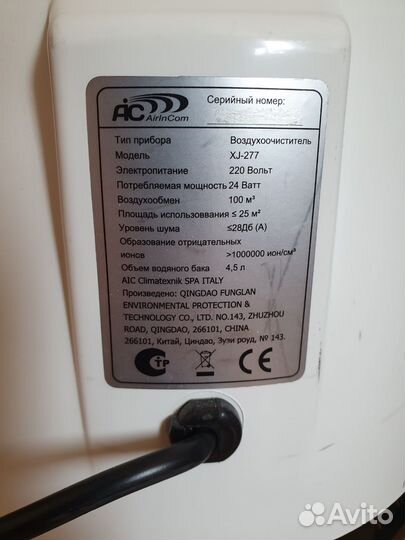 AIC
AirInCom
Серийный номер:
Тип прибора Воздухоочиститель
Модель XJ-277
Электропитание 220 Вольт
Потребляемая мощность 24 Ватт
Воздухообмен 100 м³
Площадь использоввания ≤ 25 м²
Уровень шума ≤28Дб (А)
Образование отрицательных
ионов >1000000 ион/см³
Объем водяного бака 4,5 л
AIC Climatexnik SPA ITALY
Произведено: QINGDAO FUNGLAN
ENVIRONMENTAL PROTECTION &
TECHNOLOGY CO., LTD. NO.143, ZHUZHOU
ROAD, QINGDAO, 266101, CHINA
266101, Китай, Циндао, Зузи роуд, № 143.
СТР CE
Avito